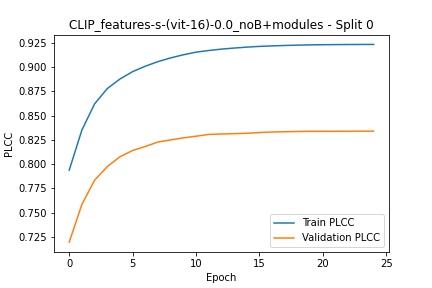 CLIP_features-s-(vit-16)-0.0_noB+modules - Split 0
PLCC
0.925
0.900
0.875
0.850
0.825
0.800
0.775
0.750
0.725
Train PLCC
Validation PLCC
0 5 10 15 20 25
Epoch